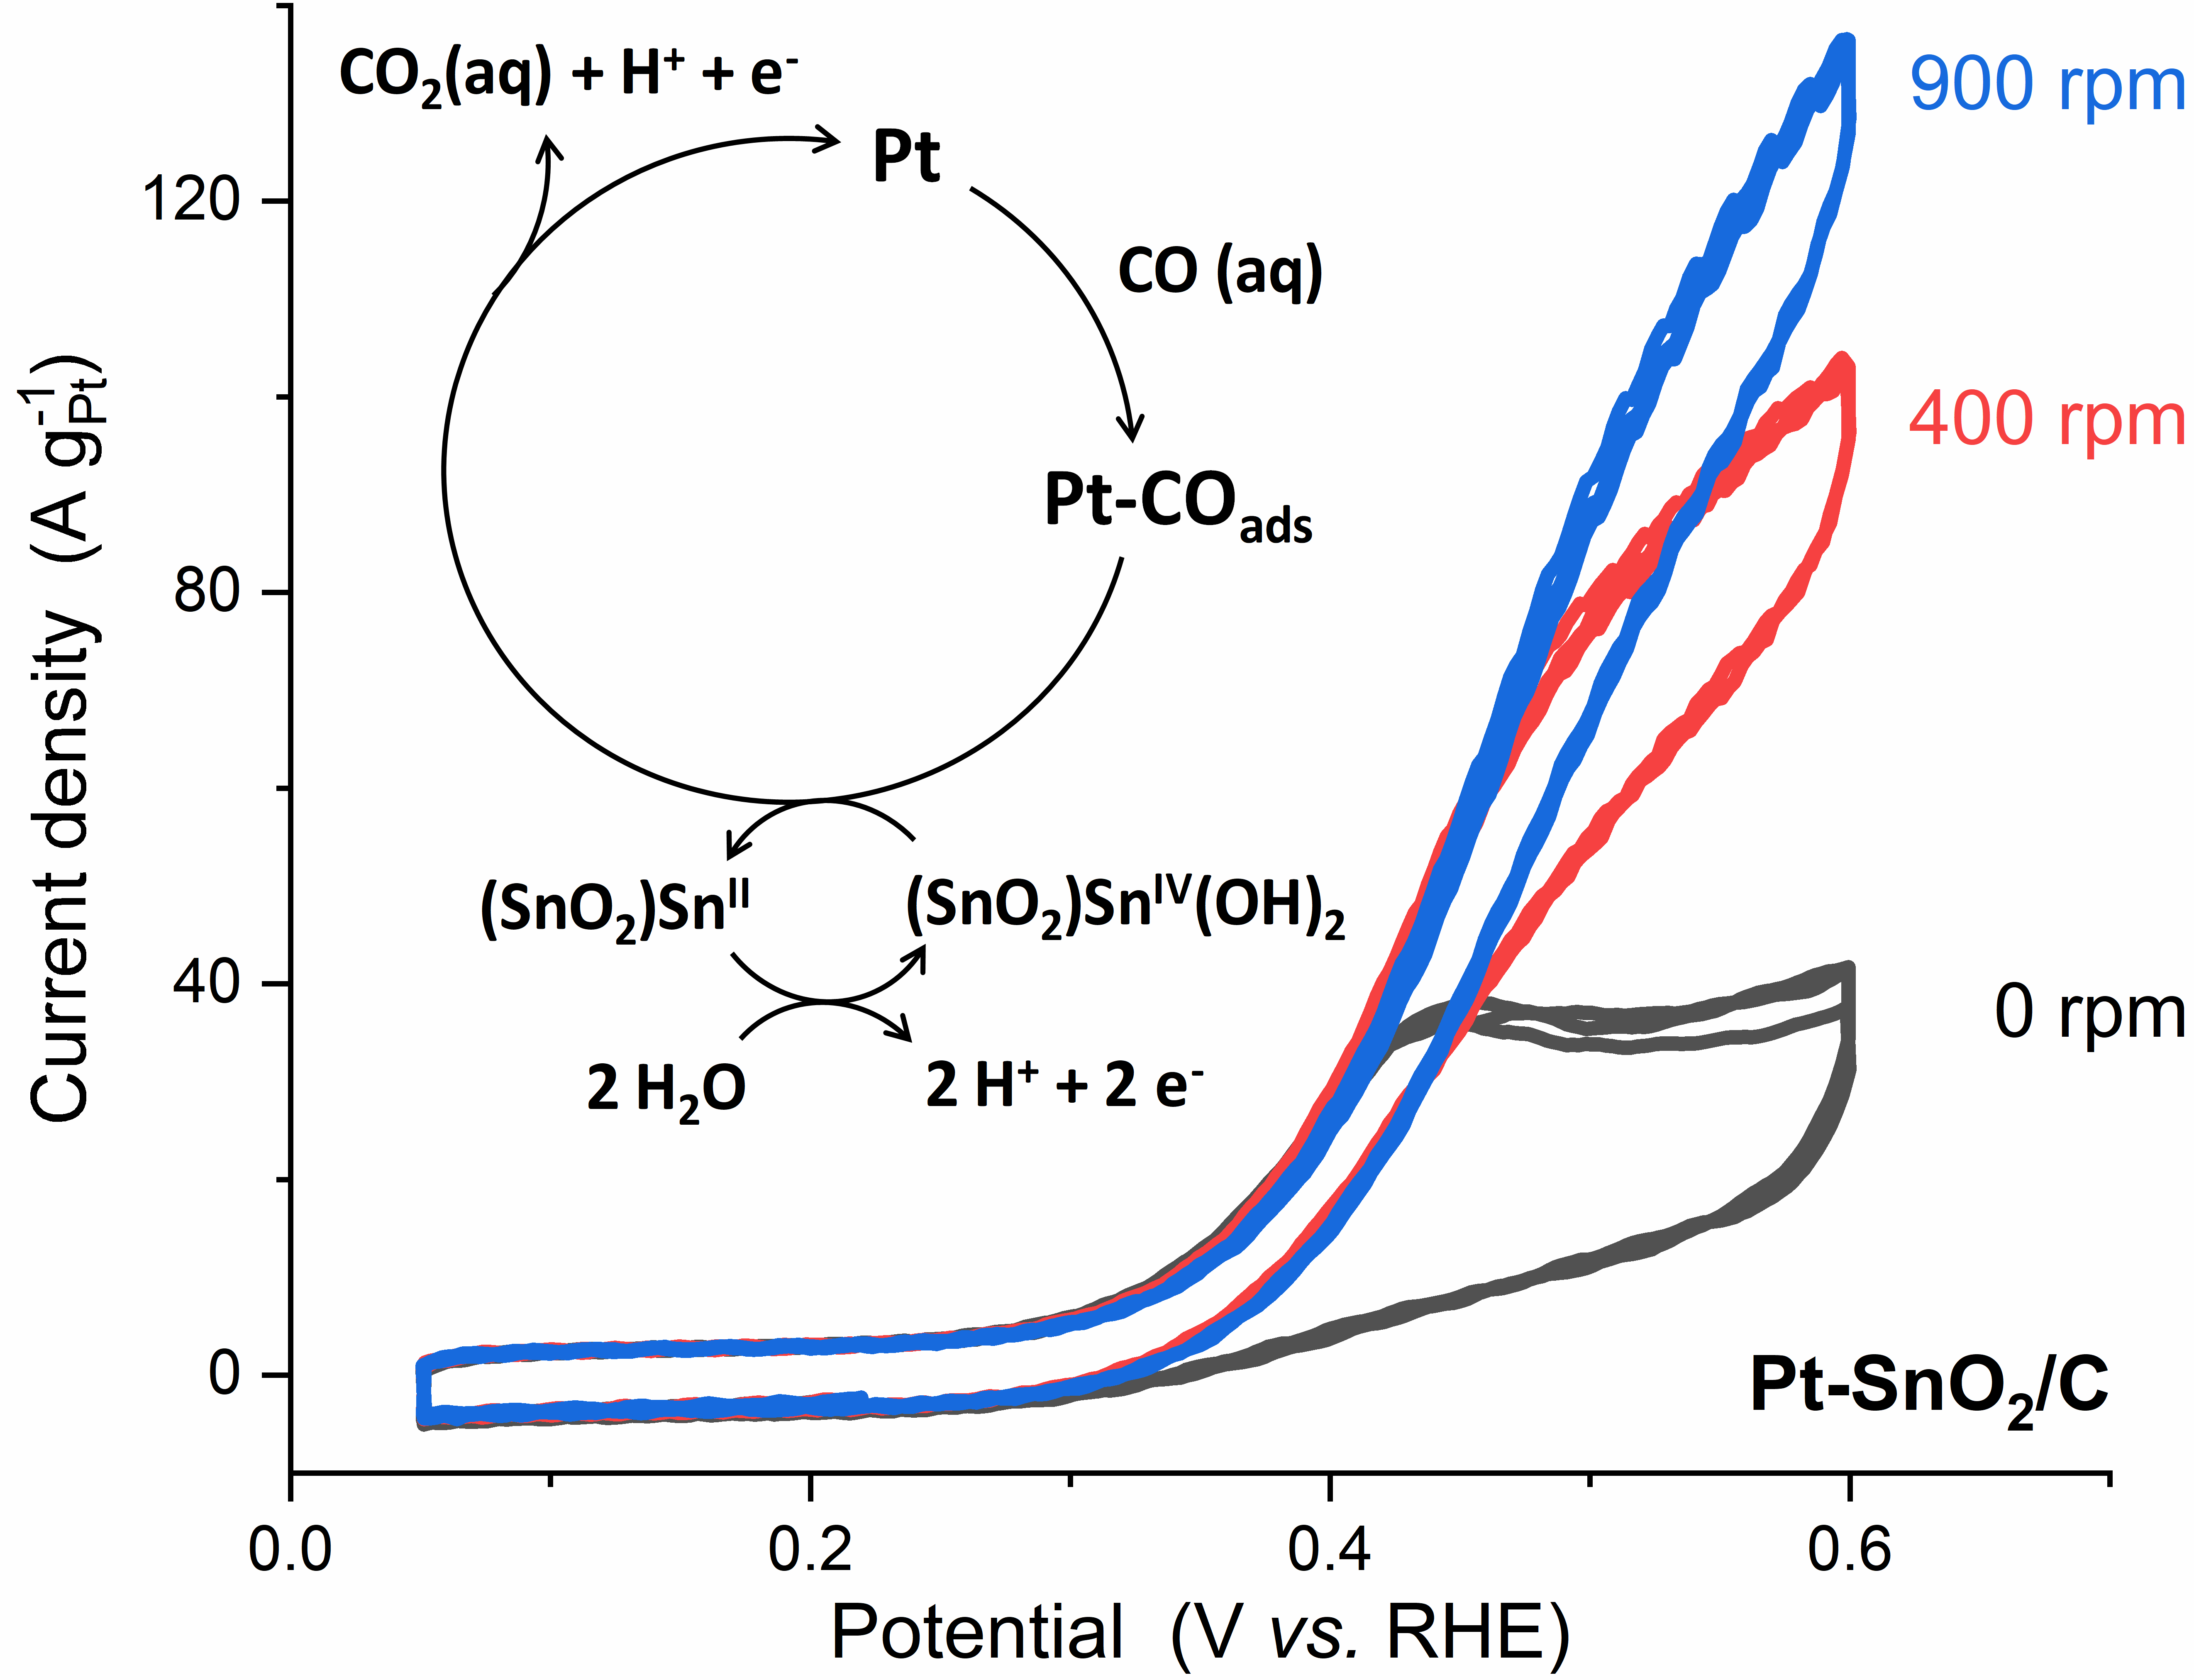 CO₂(aq) + H⁺ + e⁻
900 rpm
Pt
120
CO (aq)
400 rpm
Pt-COₐds
80
Current density (A g⁻¹Pt)
(SnO₂)Snᴵᴵ
(SnO₂)Snᴵⱽ(OH)₂
40
0 rpm
2 H₂O
2 H⁺ + 2 e⁻
0
Pt-SnO₂/C
0.0 0.2 0.4 0.6
Potential (V vs. RHE)